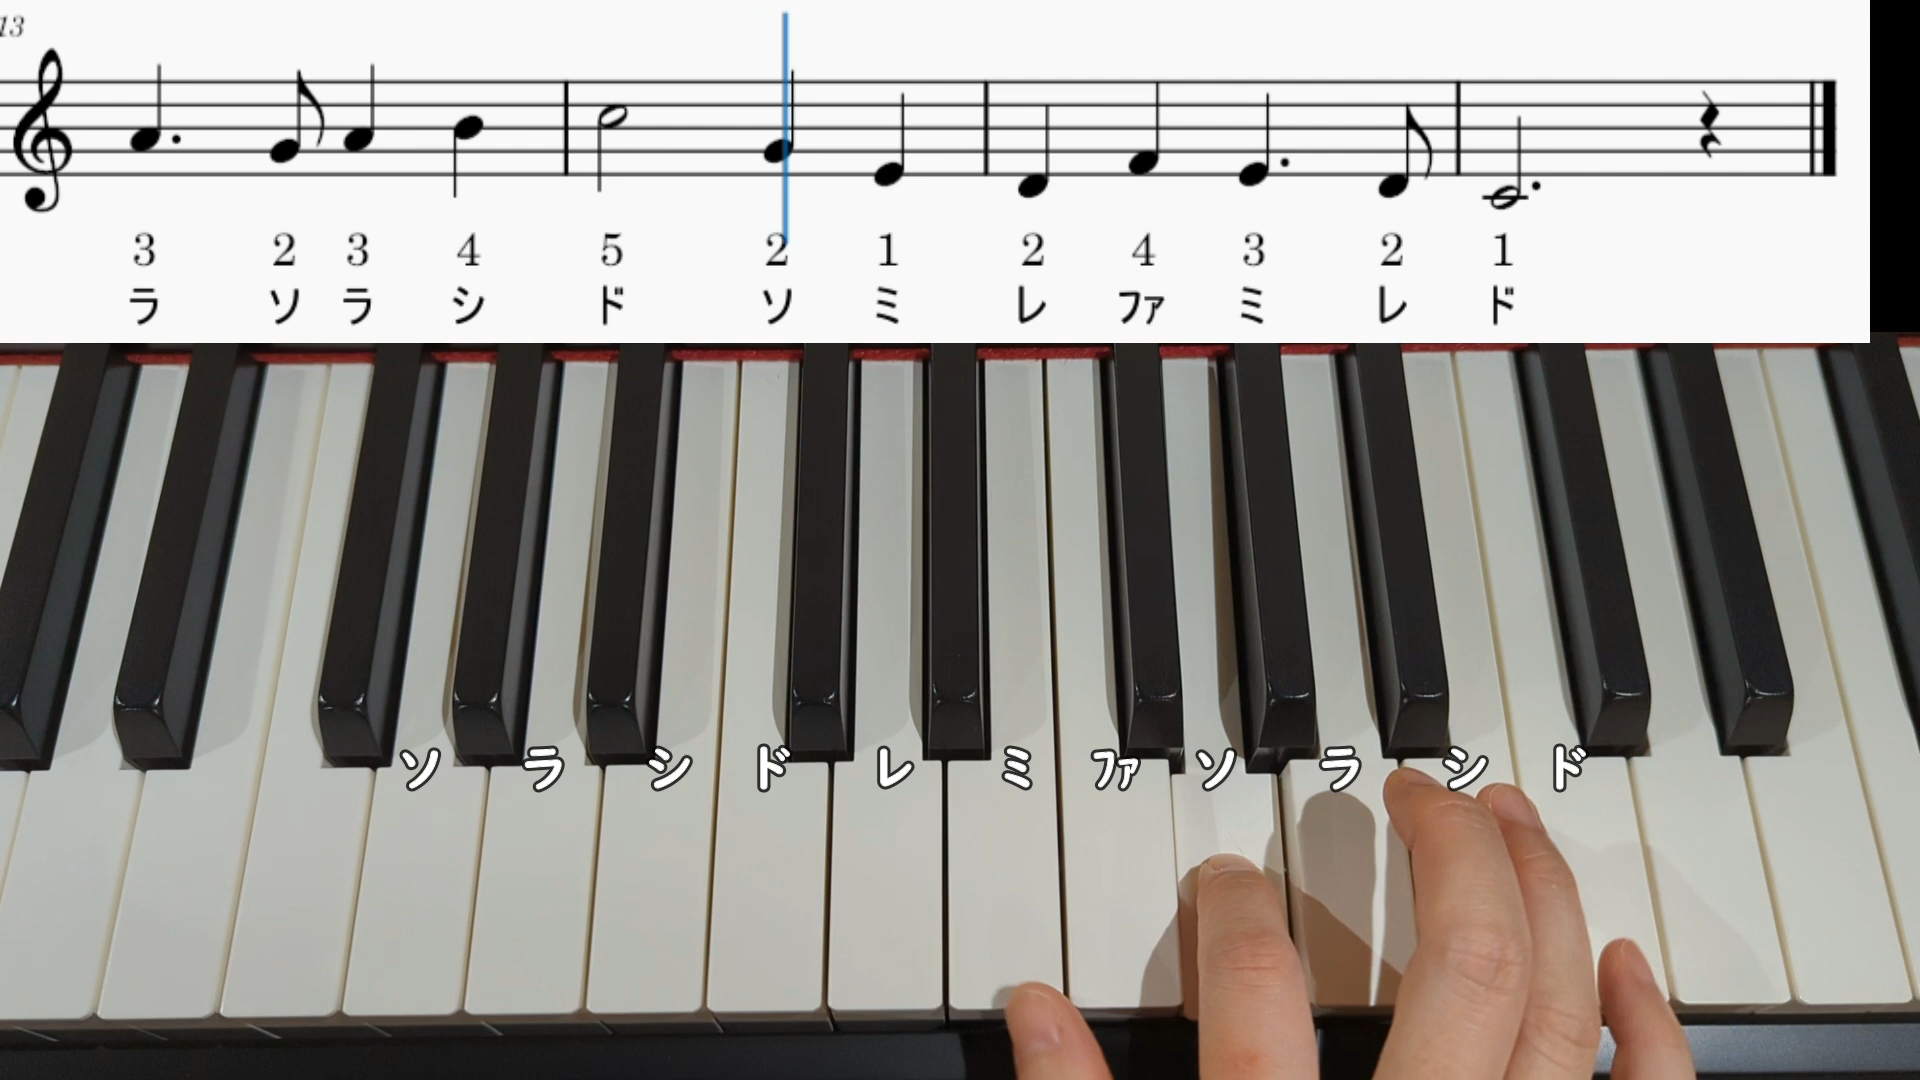 13
3 2 3 4 5 2 1 2 4 3 2 1
ラ ソ ラ シ ド ソ ミ レ ファ ミ レ ド
ソ ラ シ ド レ ミ ファ ソ ラ シ ド